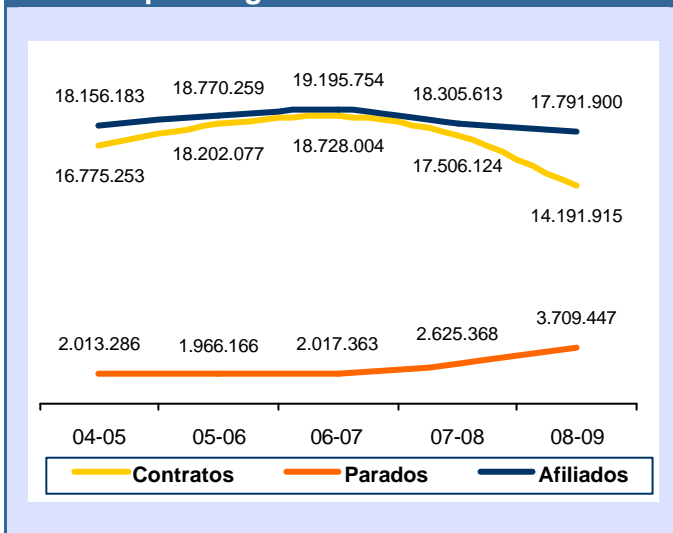 18.156.183 18.770.259 19.195.754 18.305.613 17.791.900
16.775.253 18.202.077 18.728.004 17.506.124 14.191.915
2.013.286 1.966.166 2.017.363 2.625.368 3.709.447
04-05 05-06 06-07 07-08 08-09
Contratos Parados Afiliados